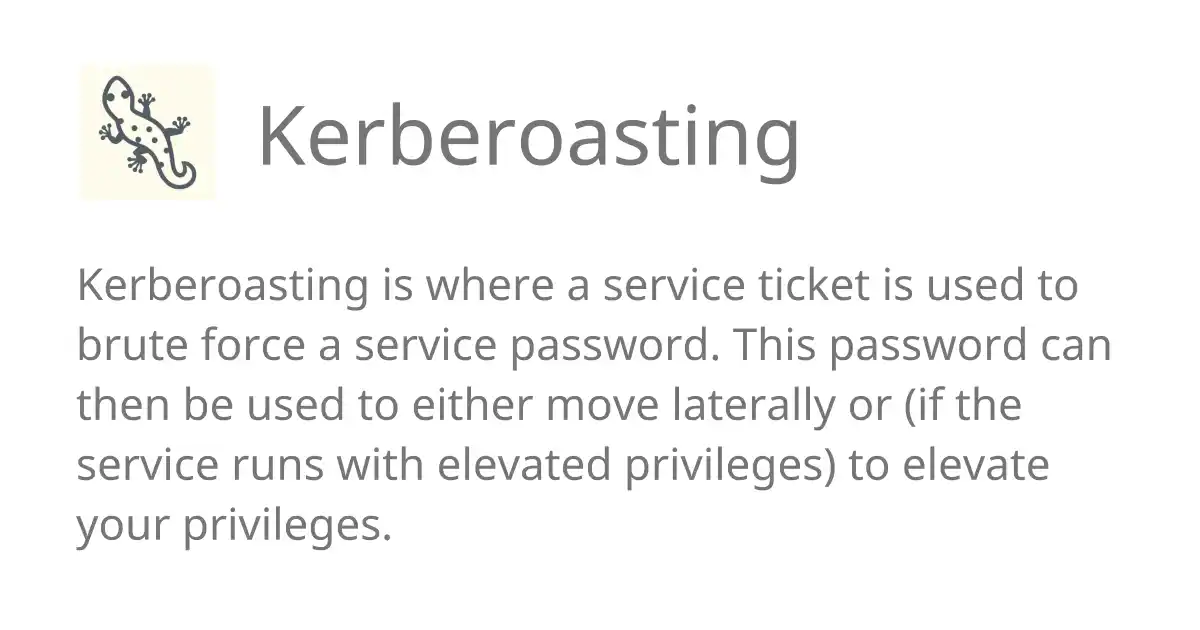 Kerberoasting
Kerberoasting is where a service ticket is used to
brute force a service password. This password can
then be used to either move laterally or (if the
service runs with elevated privileges) to elevate
your privileges.